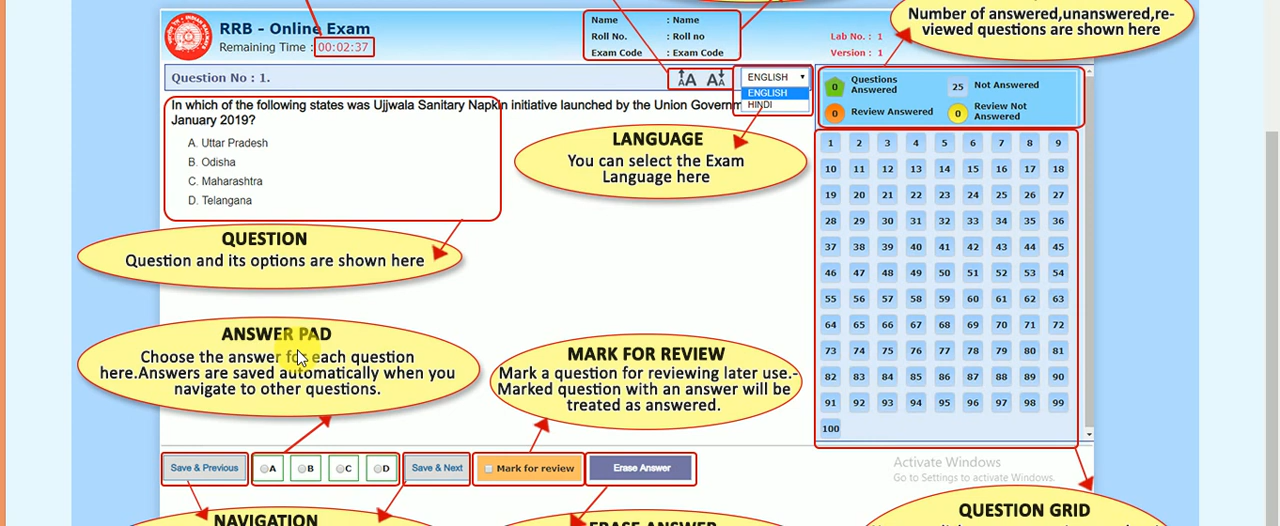 Number of answered,unanswered,re-
viewed questions are shown here
INDIAN
RRB - Online Exam
Remaining Time : 00:02:37
Name : Name
Roll No. : Roll no
Exam Code : Exam Code
Lab No. : 1
Version : 1
Question No : 1.
A A
ENGLISH
ENGLISH
HINDI
0 Questions Answered
25 Not Answered
0 Review Answered
0 Review Not Answered
In which of the following states was Ujjwala Sanitary Napkin initiative launched by the Union Governm
January 2019?
A. Uttar Pradesh
B. Odisha
C. Maharashtra
D. Telangana
LANGUAGE
You can select the Exam
Language here
QUESTION
Question and its options are shown here
ANSWER PAD
Choose the answer for each question
here.Answers are saved automatically when you
navigate to other questions.
MARK FOR REVIEW
Mark a question for reviewing later use.-
Marked question with an answer will be
treated as answered.
1 2 3 4 5 6 7 8 9
10 11 12 13 14 15 16 17 18
19 20 21 22 23 24 25 26 27
28 29 30 31 32 33 34 35 36
37 38 39 40 41 42 43 44 45
46 47 48 49 50 51 52 53 54
55 56 57 58 59 60 61 62 63
64 65 66 67 68 69 70 71 72
73 74 75 76 77 78 79 80 81
82 83 84 85 86 87 88 89 90
91 92 93 94 95 96 97 98 99
100
Save & Previous A B C D Save & Next Mark for review Erase Answer
Activate Windows
Go to Settings to activate Windows.
NAVIGATION
ERASE ANSWER
QUESTION GRID